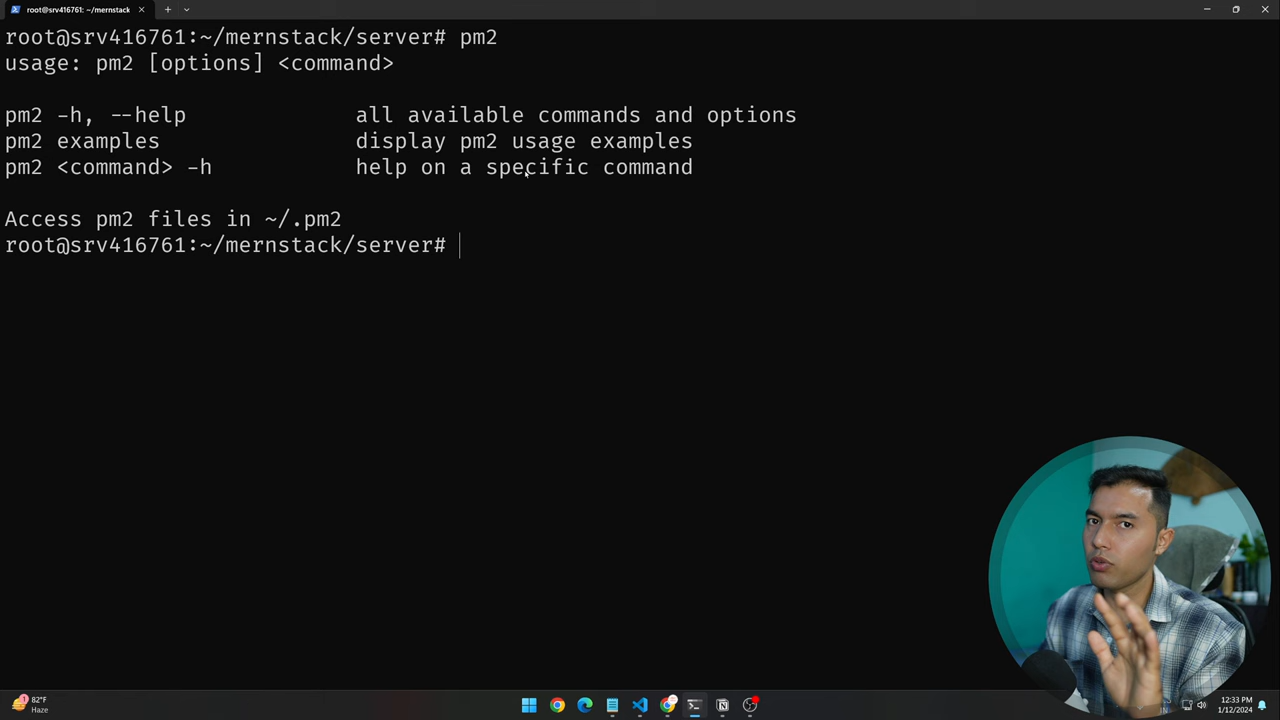 root@srv416761: ~/mernstack
root@srv416761:~/mernstack/server# pm2
usage: pm2 [options] <command>
pm2 -h, --help all available commands and options
pm2 examples display pm2 usage examples
pm2 <command> -h help on a specific command
Access pm2 files in ~/.pm2
root@srv416761:~/mernstack/server#
1
82°F
Haze
IN
12:33 PM
1/12/2024